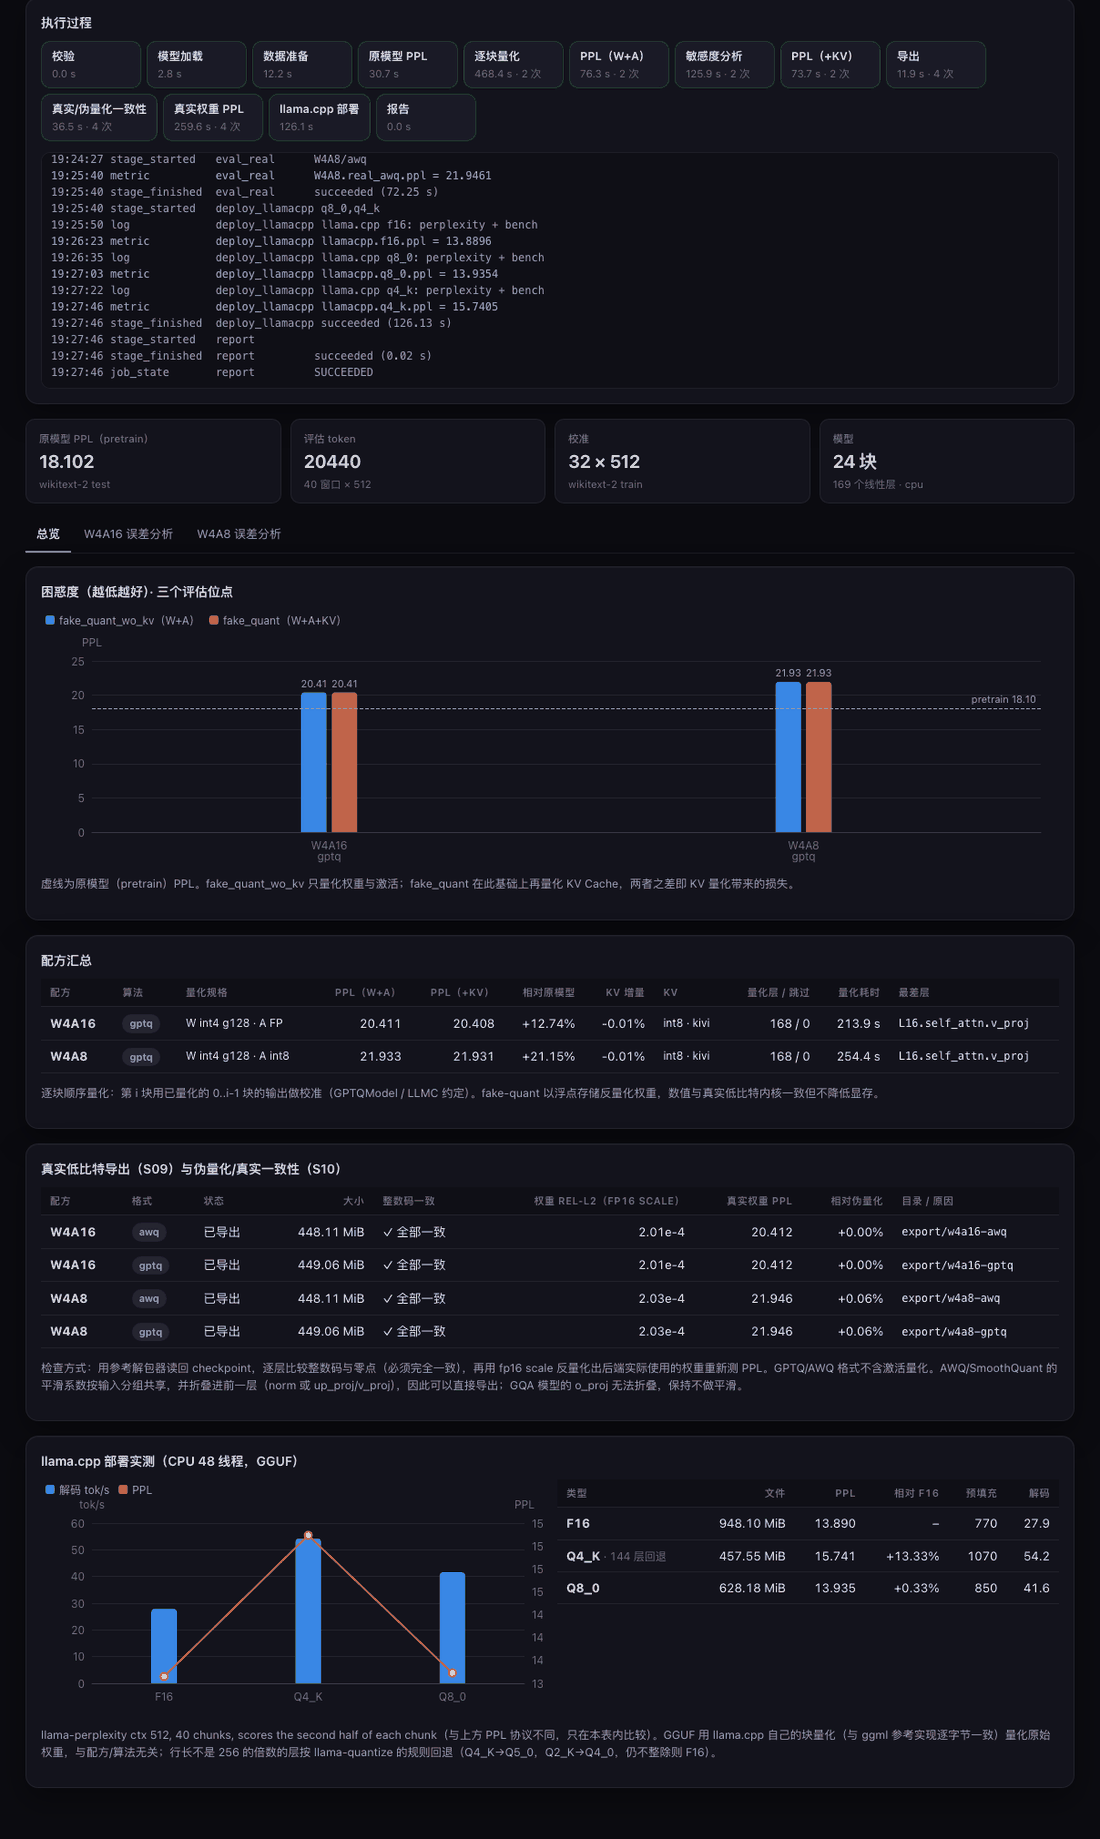 执行过程
校验
0.0 s
模型加载
2.8 s
数据准备
12.2 s
原模型 PPL
30.7 s
逐块量化
468.4 s · 2 次
PPL（W+A）
76.3 s · 2 次
敏感度分析
125.9 s · 2 次
PPL（+KV）
73.7 s · 2 次
导出
11.9 s · 4 次
真实/伪量化一致性
36.5 s · 4 次
真实权重 PPL
259.6 s · 4 次
llama.cpp 部署
126.1 s
报告
0.0 s
19:24:27 stage_started eval_real W4A8/awq
19:25:40 metric eval_real W4A8.real_awq.ppl = 21.9461
19:25:40 stage_finished eval_real succeeded (72.25 s)
19:25:40 stage_started deploy_llamacpp q8_0,q4_k
19:25:50 log deploy_llamacpp llama.cpp f16: perplexity + bench
19:26:23 metric deploy_llamacpp llamacpp.f16.ppl = 13.8896
19:26:35 log deploy_llamacpp llama.cpp q8_0: perplexity + bench
19:27:03 metric deploy_llamacpp llamacpp.q8_0.ppl = 13.9354
19:27:22 log deploy_llamacpp llama.cpp q4_k: perplexity + bench
19:27:46 metric deploy_llamacpp llamacpp.q4_k.ppl = 15.7405
19:27:46 stage_finished deploy_llamacpp succeeded (126.13 s)
19:27:46 stage_started report
19:27:46 stage_finished report succeeded (0.02 s)
19:27:46 job_state report SUCCEEDED
原模型 PPL（pretrain）
18.102
wikitext-2 test
评估 token
20440
40 窗口 × 512
校准
32 × 512
wikitext-2 train
模型
24 块
169 个线性层 · cpu
总览 W4A16 误差分析 W4A8 误差分析
困惑度（越低越好）· 三个评估位点
fake_quant_wo_kv（W+A） fake_quant（W+A+KV）
PPL
25
20
15
10
5
0
20.41 20.41
21.93 21.93
pretrain 18.10
W4A16
gptq
W4A8
gptq
虚线为原模型（pretrain）PPL。fake_quant_wo_kv 只量化权重与激活；fake_quant 在此基础上再量化 KV Cache，两者之差即 KV 量化带来的损失。
配方汇总
配方 算法 量化规格 PPL（W+A） PPL（+KV） 相对原模型 KV 增量 KV 量化层 / 跳过 量化耗时 最差层
W4A16 gptq W int4 g128 · A FP 20.411 20.408 +12.74% -0.01% int8 · kivi 168 / 0 213.9 s L16.self_attn.v_proj
W4A8 gptq W int4 g128 · A int8 21.933 21.931 +21.15% -0.01% int8 · kivi 168 / 0 254.4 s L16.self_attn.v_proj
逐块顺序量化：第 i 块用已量化的 0..i-1 块的输出做校准（GPTQModel / LLMC 约定）。fake-quant 以浮点存储反量化权重，数值与真实低比特内核一致但不降低显存。
真实低比特导出（S09）与伪量化/真实一致性（S10）
配方 格式 状态 大小 整数码一致 权重 REL-L2（FP16 SCALE） 真实权重 PPL 相对伪量化 目录 / 原因
W4A16 awq 已导出 448.11 MiB ✓ 全部一致 2.01e-4 20.412 +0.00% export/w4a16-awq
W4A16 gptq 已导出 449.06 MiB ✓ 全部一致 2.01e-4 20.412 +0.00% export/w4a16-gptq
W4A8 awq 已导出 448.11 MiB ✓ 全部一致 2.03e-4 21.946 +0.06% export/w4a8-awq
W4A8 gptq 已导出 449.06 MiB ✓ 全部一致 2.03e-4 21.946 +0.06% export/w4a8-gptq
检查方式：用参考解包器读回 checkpoint，逐层比较整数码与零点（必须完全一致），再用 fp16 scale 反量化出后端实际使用的权重重新测 PPL。GPTQ/AWQ 格式不含激活量化。AWQ/SmoothQuant 的
平滑系数按输入分组共享，并折叠进前一层（norm 或 up_proj/v_proj），因此可以直接导出；GQA 模型的 o_proj 无法折叠，保持不做平滑。
llama.cpp 部署实测（CPU 48 线程，GGUF）
解码 tok/s PPL
tok/s
PPL
60
50
40
30
20
10
0
15
15
15
15
14
14
14
13
F16
Q4_K
Q8_0
类型 文件 PPL 相对 F16 预填充 解码
F16 948.10 MiB 13.890 – 770 27.9
Q4_K · 144 层回退 457.55 MiB 15.741 +13.33% 1070 54.2
Q8_0 628.18 MiB 13.935 +0.33% 850 41.6
llama-perplexity ctx 512, 40 chunks, scores the second half of each chunk（与上方 PPL 协议不同，只在本表内比较）。GGUF 用 llama.cpp 自己的块量化（与 ggml 参考实现逐字节一致）量化原始
权重，与配方/算法无关；行长不是 256 的倍数的层按 llama-quantize 的规则回退（Q4_K→Q5_0，Q2_K→Q4_0，仍不整除则 F16）。